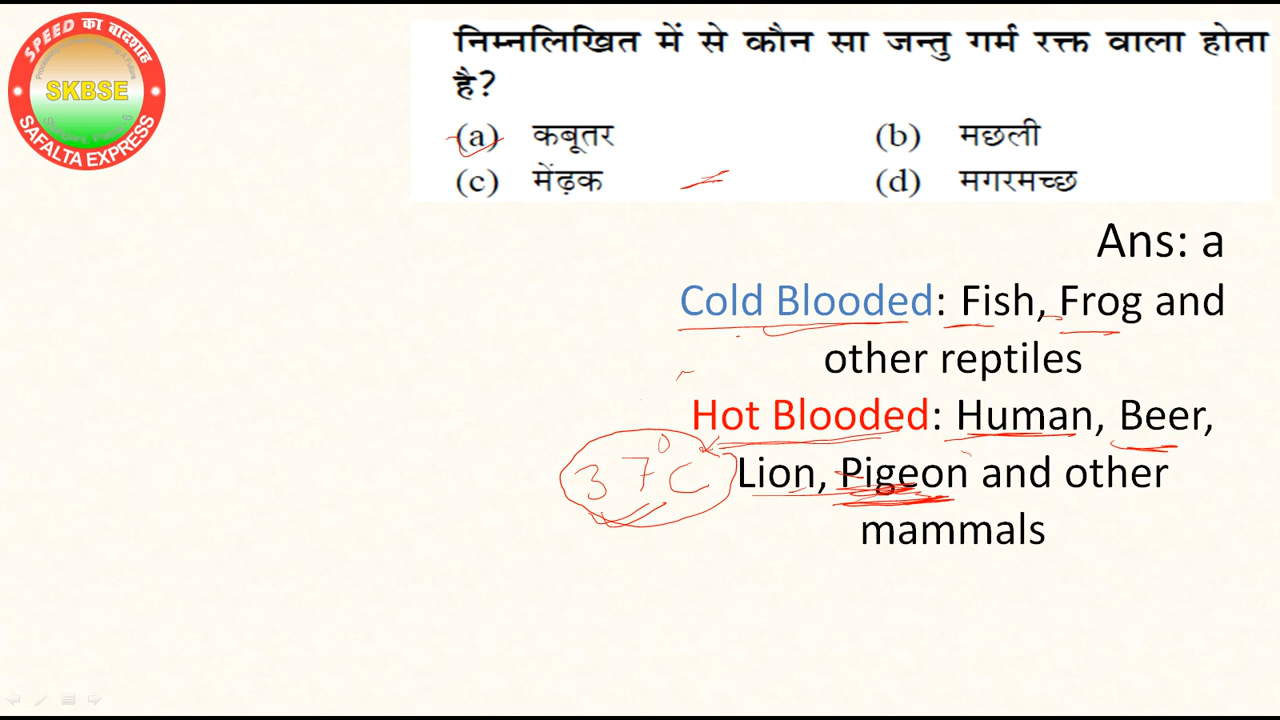 SPEED का बादशाह
SKBSE
SAFALTA EXPRESS
निम्नलिखित में से कौन सा जन्तु गर्म रक्त वाला होता
है?
(a) कबूतर (b) मछली
(c) मेंढ़क (d) मगरमच्छ
Ans: a
Cold Blooded: Fish, Frog and
other reptiles
Hot Blooded: Human, Beer,
37°C
Lion, Pigeon and other
mammals